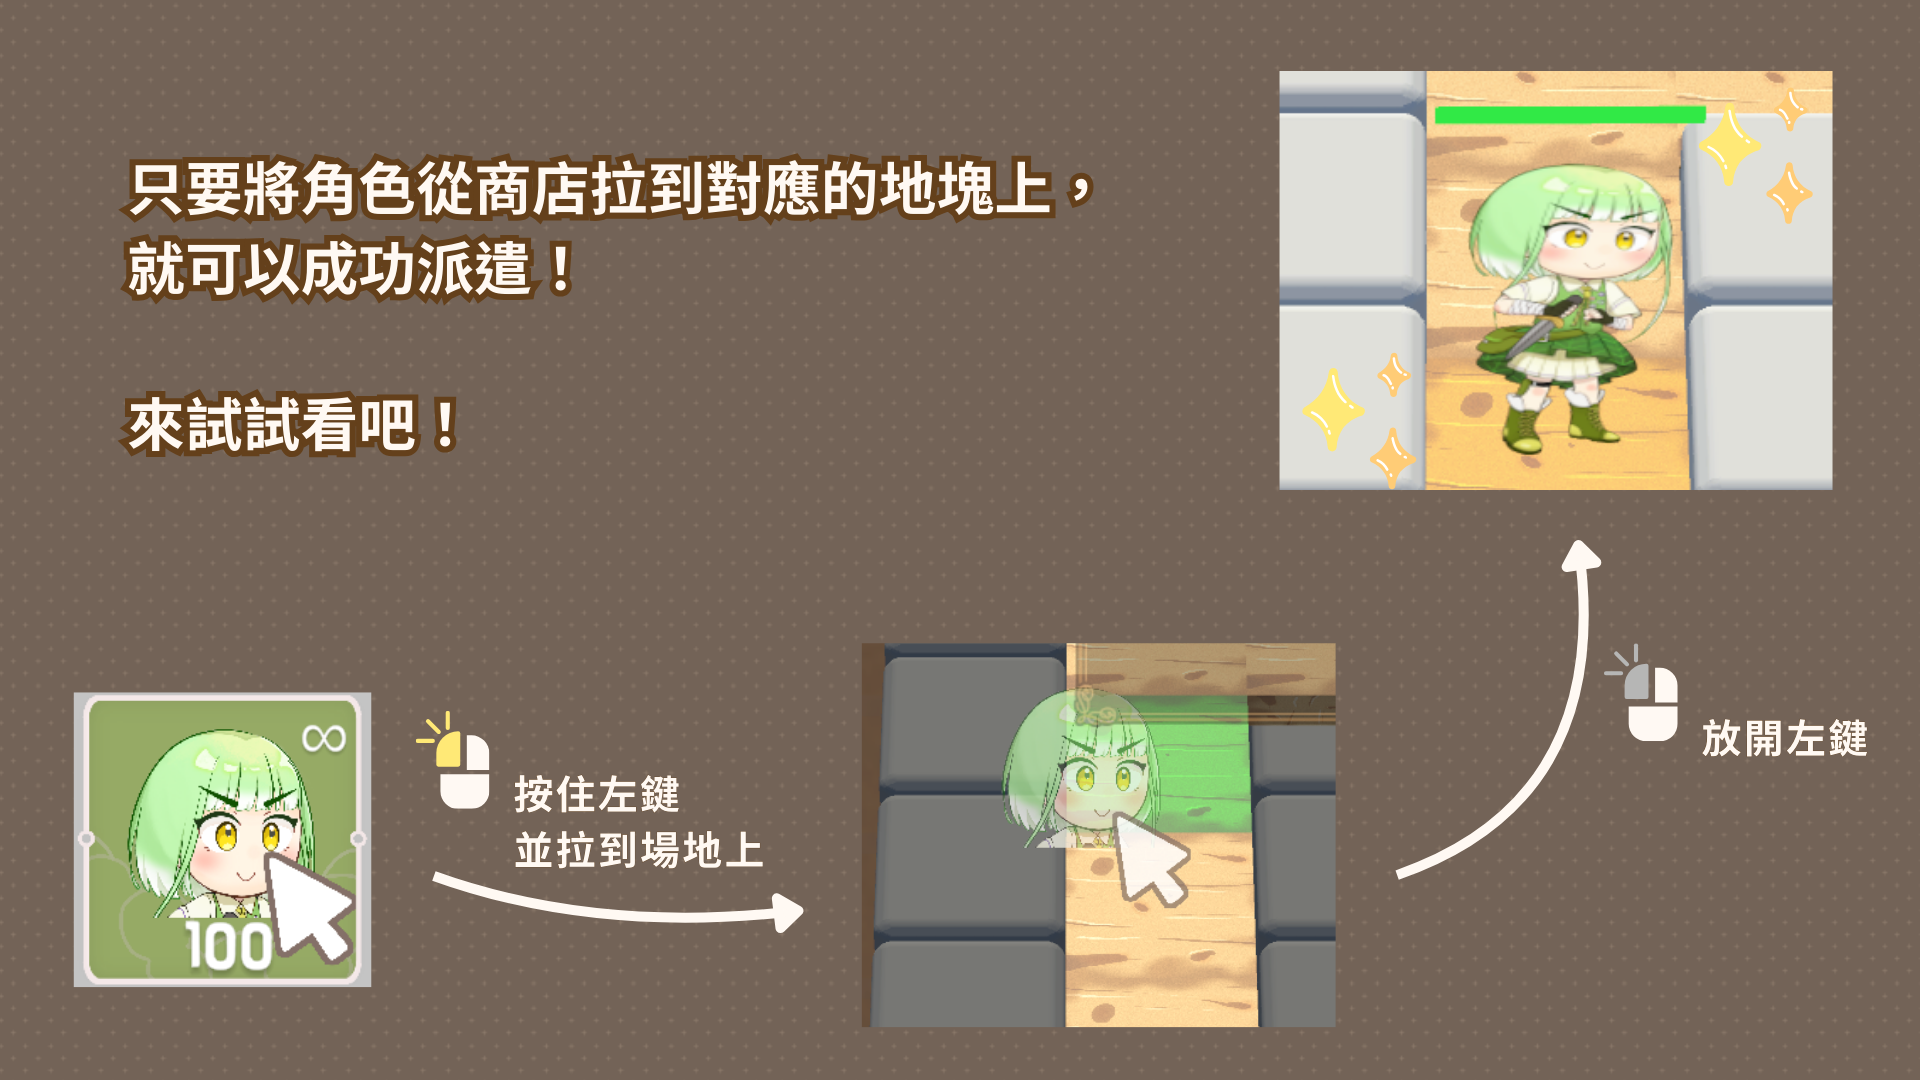 只要將角色從商店拉到對應的地塊上，
就可以成功派遣！
來試試看吧！
∞
100
按住左鍵
並拉到場地上
放開左鍵